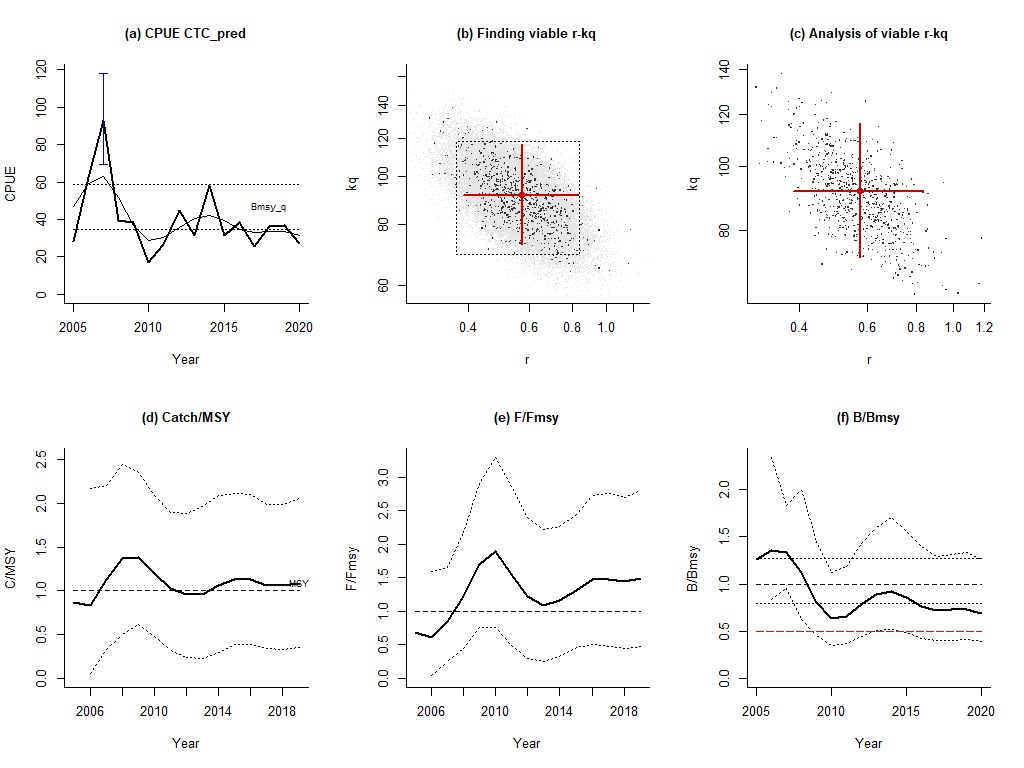 (a) CPUE CTC_pred
CPUE
0 20 40 60 80 100 120
Bmsy_q
2005 2010 2015 2020
Year
(b) Finding viable r-kq
kq
60 80 100 120 140
0.4 0.6 0.8 1.0
r
(c) Analysis of viable r-kq
kq
80 100 120 140
0.4 0.6 0.8 1.0 1.2
r
(d) Catch/MSY
C/MSY
0.0 0.5 1.0 1.5 2.0 2.5
MSY
2006 2010 2014 2018
Year
(e) F/Fmsy
F/Fmsy
0.0 0.5 1.0 1.5 2.0 2.5 3.0
2006 2010 2014 2018
Year
(f) B/Bmsy
B/Bmsy
0.0 0.5 1.0 1.5 2.0
2005 2010 2015 2020
Year